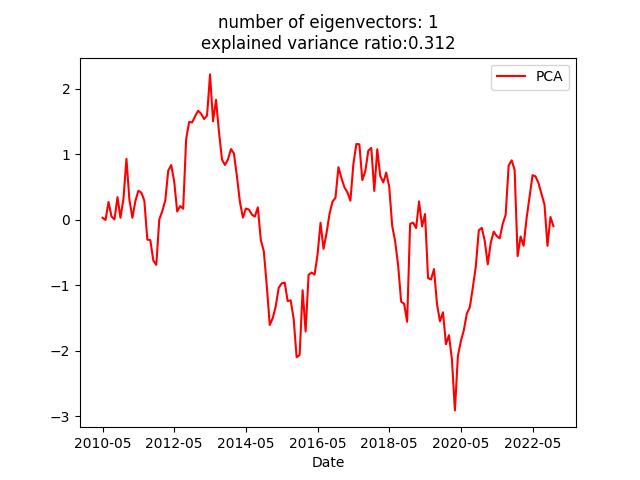 number of eigenvectors: 1
explained variance ratio:0.312
PCA
2
1
0
−1
−2
−3
2010-05 2012-05 2014-05 2016-05 2018-05 2020-05 2022-05
Date